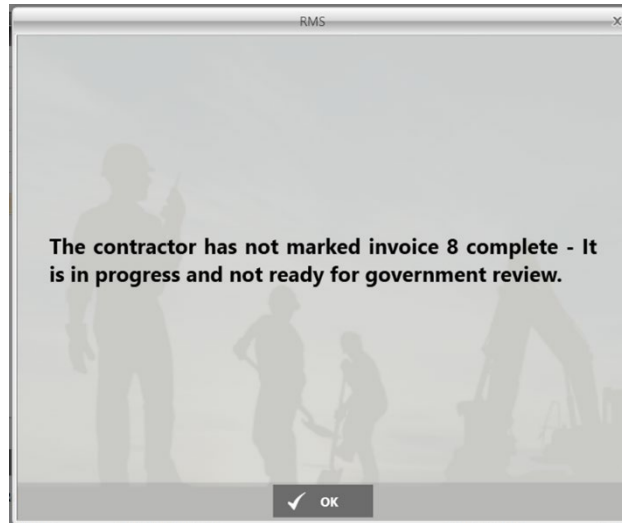 RMS
X
The contractor has not marked invoice 8 complete - It
is in progress and not ready for government review.
OK